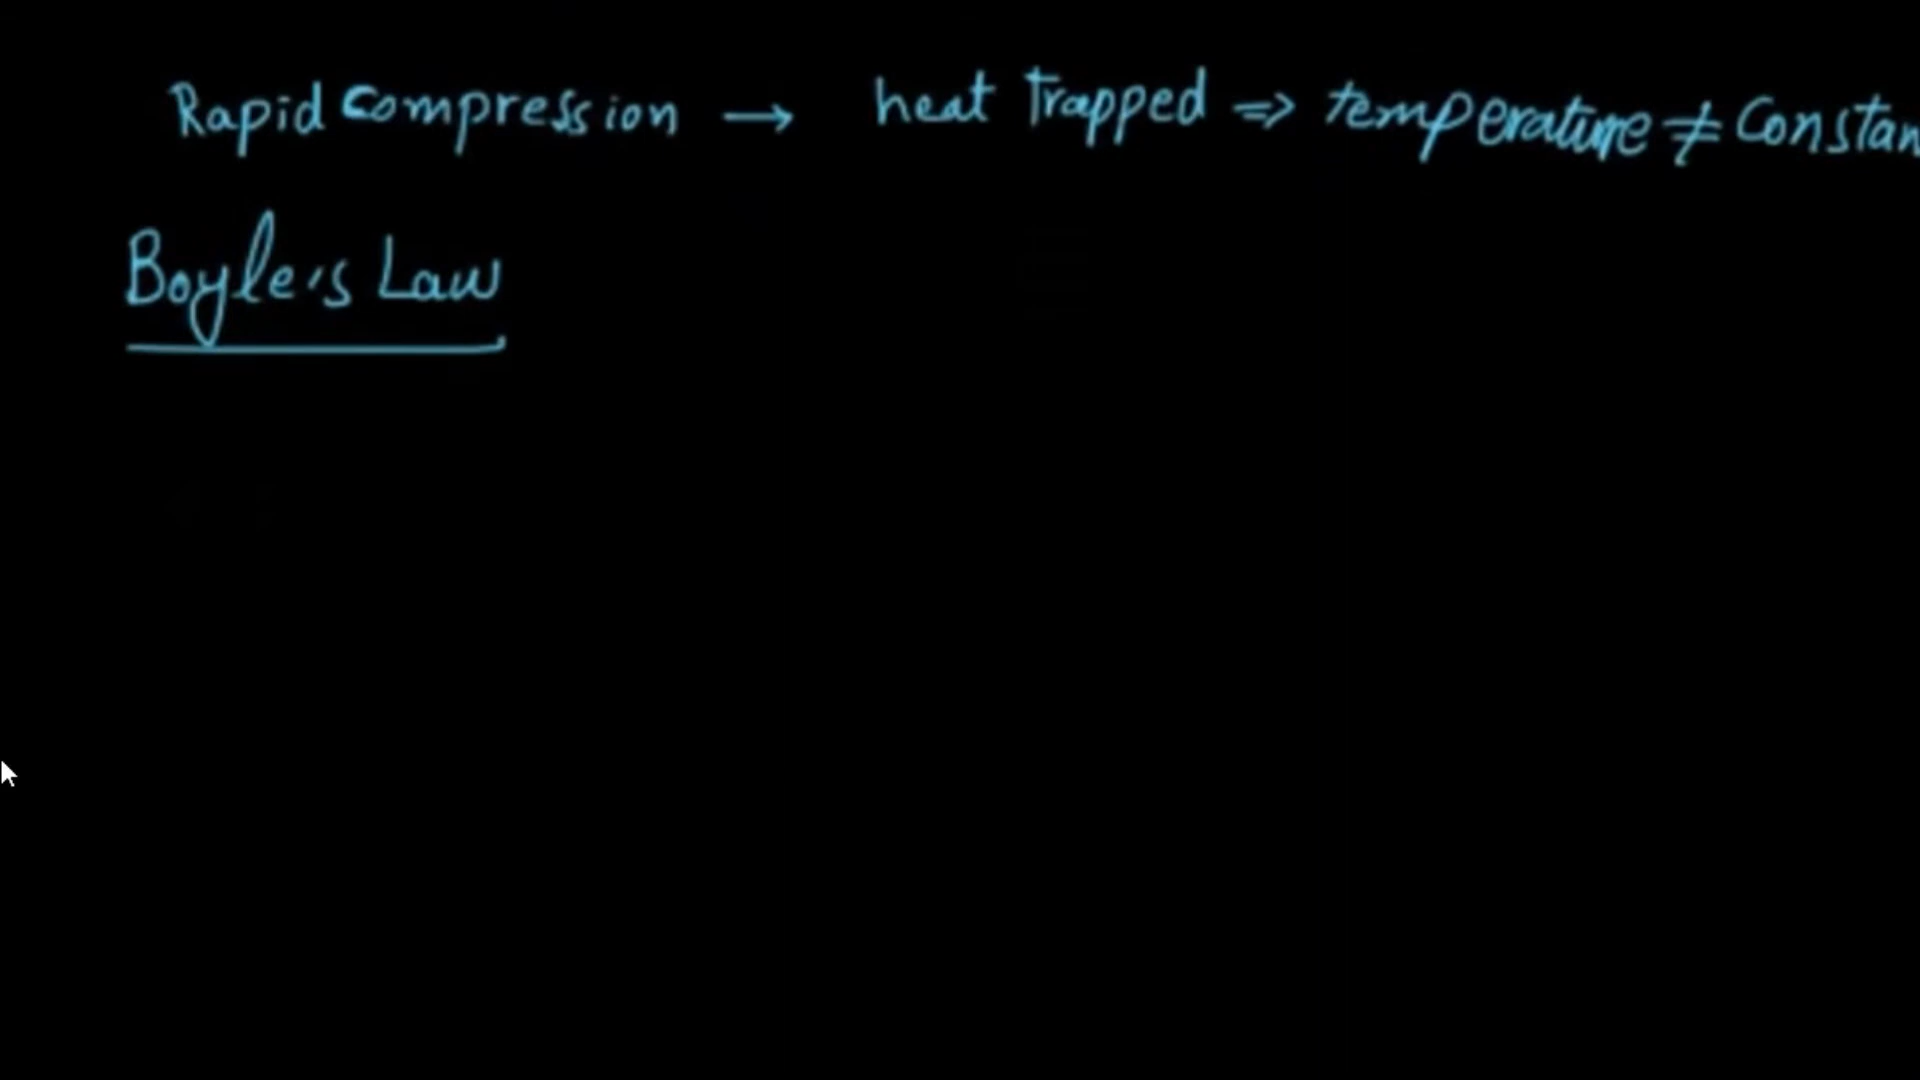 Rapid Compression → heat Trapped ⇒ temperature ≠ Constan
Boyle's Law